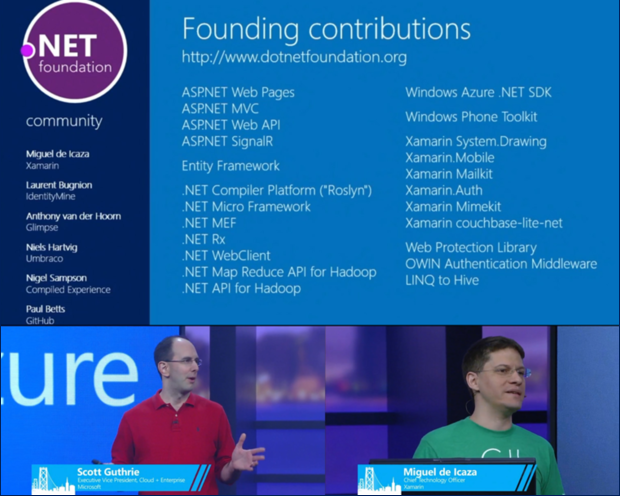 .NET
foundation
community
Miguel de Icaza
Xamarin
Laurent Bugnion
IdentityMine
Anthony van der Hoorn
Glimpse
Niels Hartvig
Umbraco
Nigel Sampson
Compiled Experience
Paul Betts
GitHub
Founding contributions
http://www.dotnetfoundation.org
ASP.NET Web Pages
ASP.NET MVC
ASP.NET Web API
ASP.NET SignalR
Entity Framework
.NET Compiler Platform ("Roslyn")
.NET Micro Framework
.NET MEF
.NET Rx
.NET WebClient
.NET Map Reduce API for Hadoop
.NET API for Hadoop
Windows Azure .NET SDK
Windows Phone Toolkit
Xamarin System.Drawing
Xamarin.Mobile
Xamarin Mailkit
Xamarin.Auth
Xamarin Mimekit
Xamarin couchbase-lite-net
Web Protection Library
OWIN Authentication Middleware
LINQ to Hive
ure
Scott Guthrie
Executive Vice President, Cloud + Enterprise
Microsoft
Miguel de Icaza
Chief Technology Officer
Xamarin